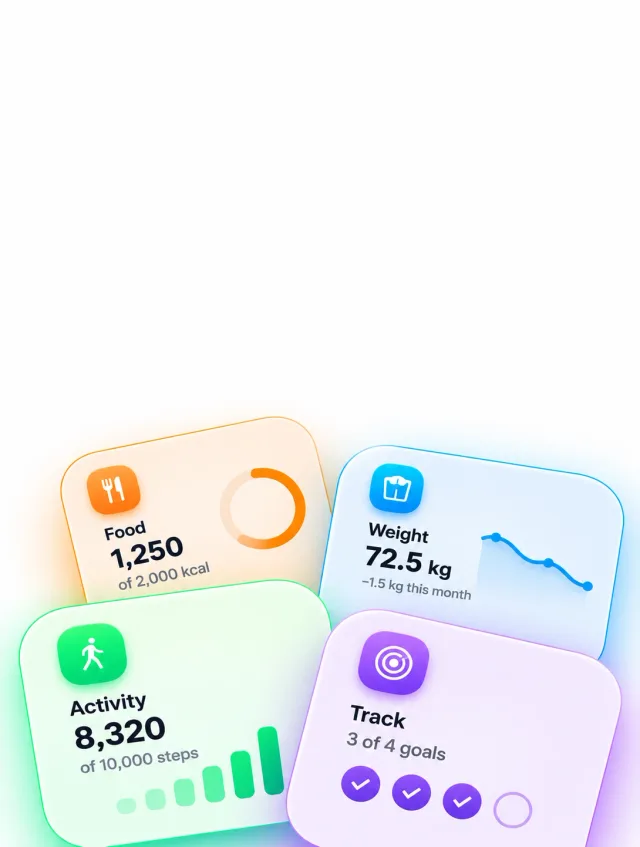 Food
1,250
of 2,000 kcal
Weight
72.5 kg
−1.5 kg this month
Activity
8,320
of 10,000 steps
Track
3 of 4 goals